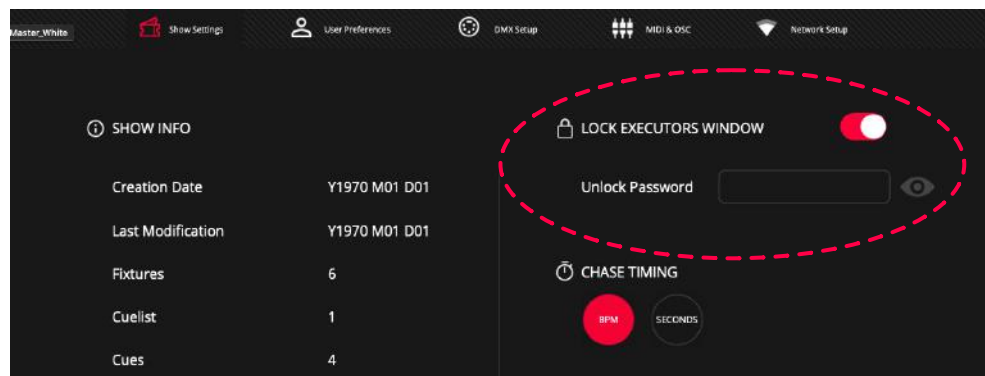 Master_White
Show Settings
User Preferences
DMX Setup
MIDI & OSC
Network Setup
SHOW INFO
Creation Date Y1970 M01 D01
Last Modification Y1970 M01 D01
Fixtures 6
Cuelist 1
Cues 4
LOCK EXECUTORS WINDOW
Unlock Password
CHASE TIMING
BPM
SECONDS